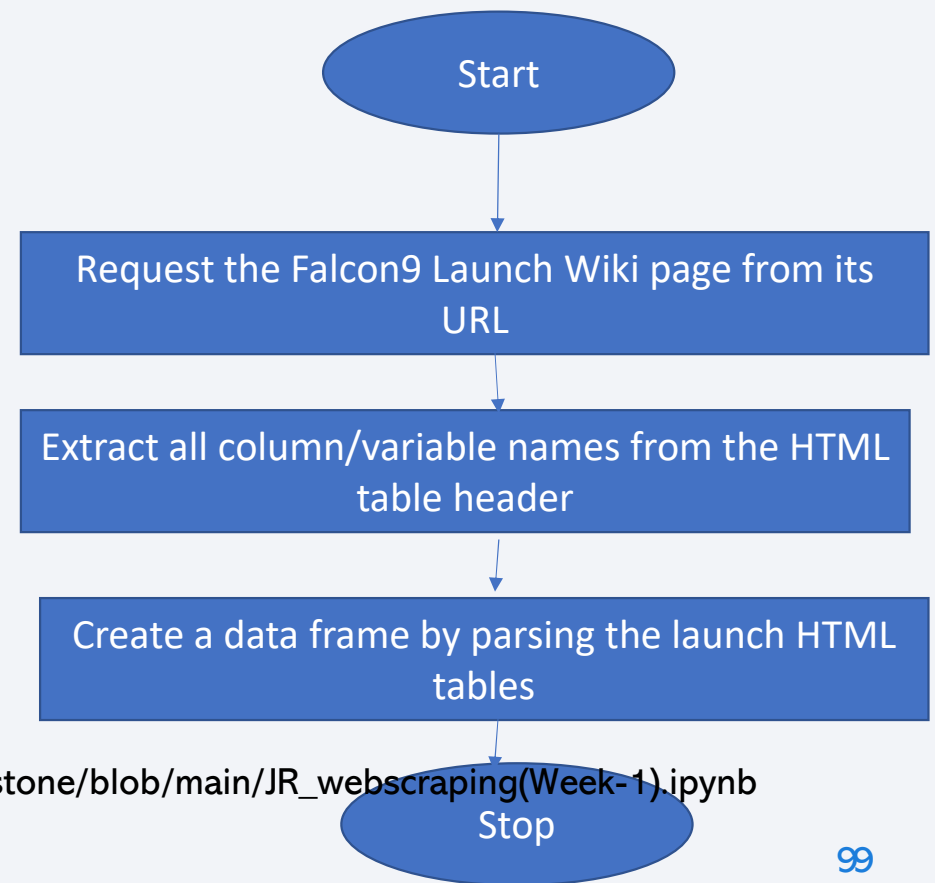 Start
Request the Falcon9 Launch Wiki page from its
URL
Extract all column/variable names from the HTML
table header
Create a data frame by parsing the launch HTML
tables
stone/blob/main/JR_webscraping(Week-1).ipynb
Stop
99